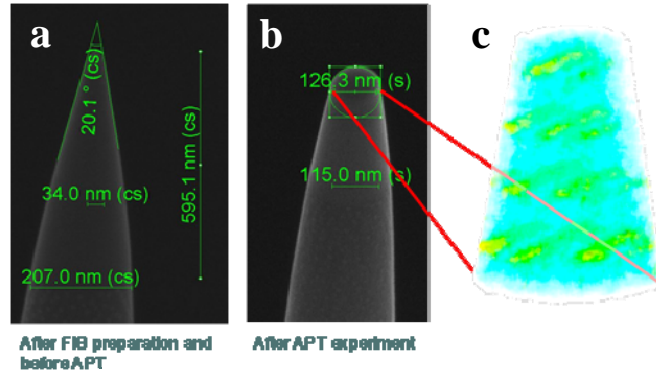 a
b
c
20.1 ° (cs)
595.1 nm (cs)
34.0 nm (cs)
207.0 nm (cs)
126.3 nm (s)
115.0 nm (s)
After FIB preparation and
before APT
After APT experiment